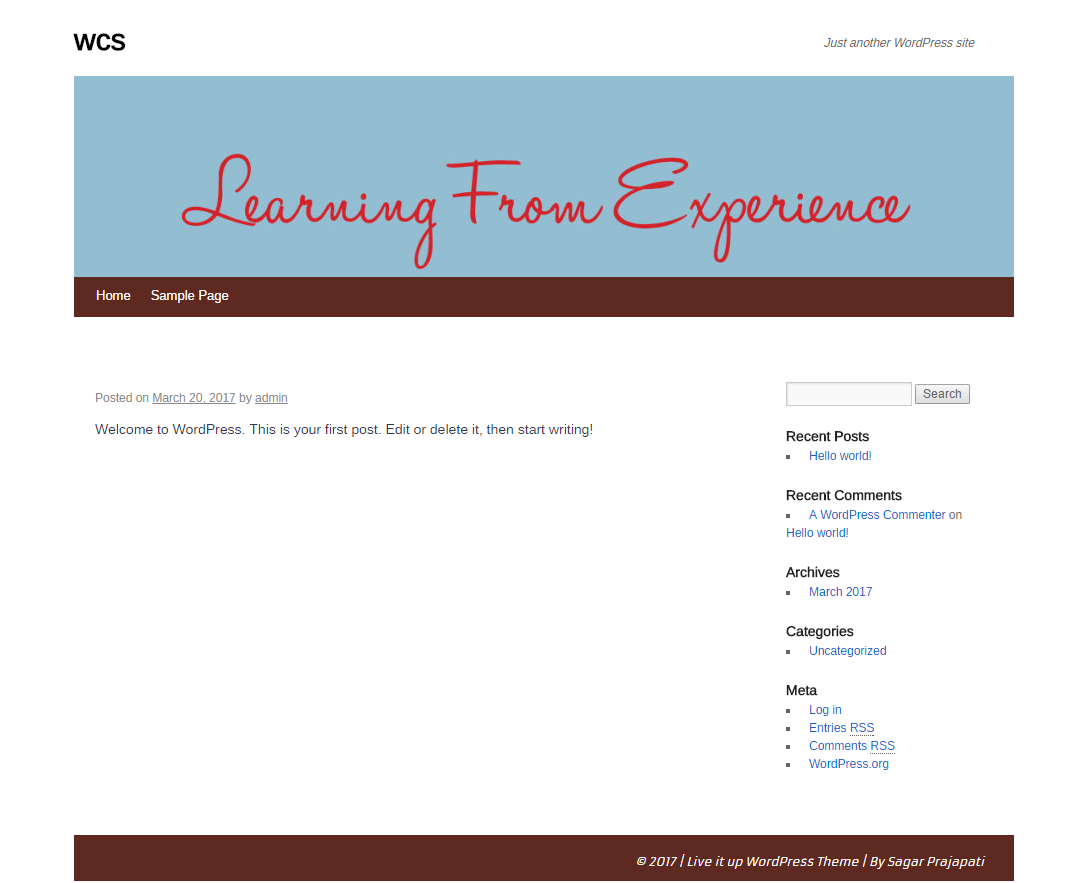 WCS
Just another WordPress site
Learning From Experience
Home Sample Page
Posted on March 20, 2017 by admin
Welcome to WordPress. This is your first post. Edit or delete it, then start writing!
Search
Recent Posts
Hello world!
Recent Comments
A WordPress Commenter on
Hello world!
Archives
March 2017
Categories
Uncategorized
Meta
Log in
Entries RSS
Comments RSS
WordPress.org
© 2017 | Live it up WordPress Theme | By Sagar Prajapati